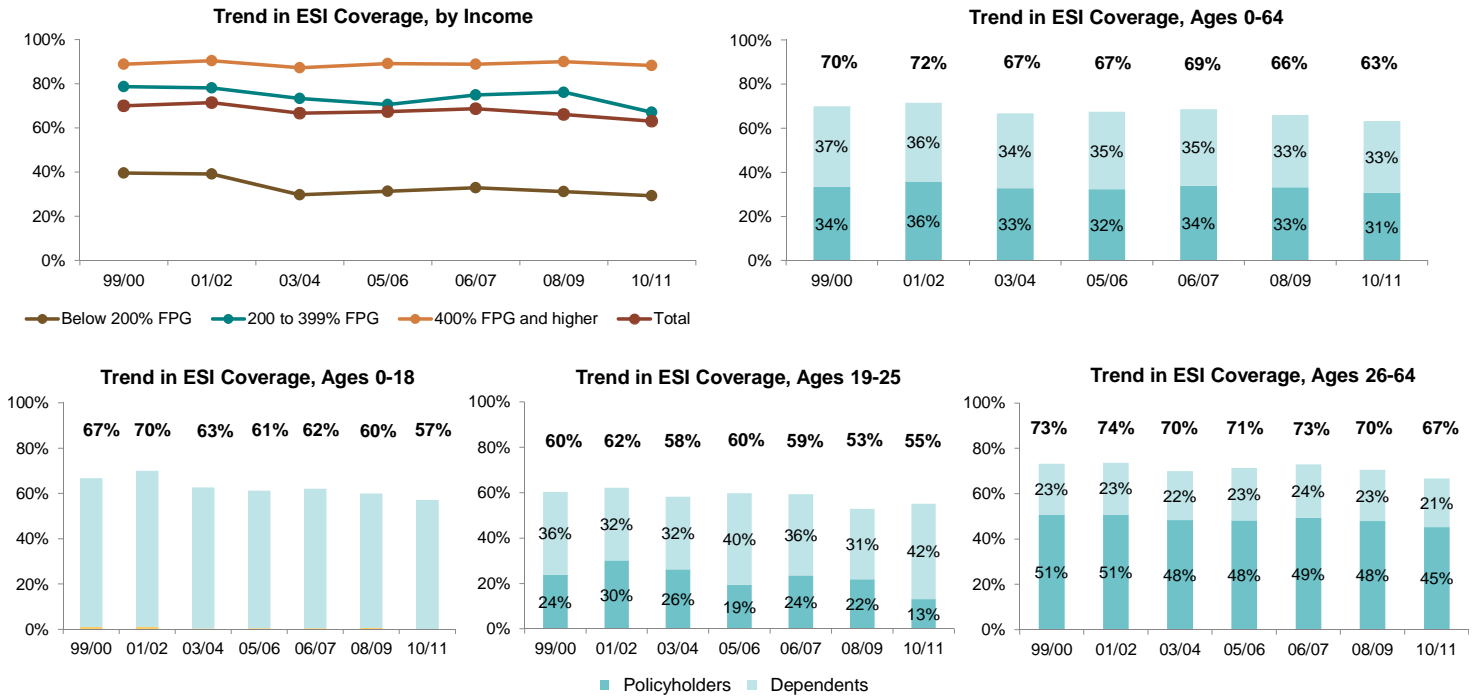 Trend in ESI Coverage, by Income
100%
80%
60%
40%
20%
0%
99/00 01/02 03/04 05/06 06/07 08/09 10/11
Below 200% FPG 200 to 399% FPG 400% FPG and higher Total
Trend in ESI Coverage, Ages 0-64
100%
70% 72% 67% 67% 69% 66% 63%
80%
60%
37% 36% 34% 35% 35% 33% 33%
40%
20%
34% 36% 33% 32% 34% 33% 31%
0%
99/00 01/02 03/04 05/06 06/07 08/09 10/11
Trend in ESI Coverage, Ages 0-18
100%
67% 70% 63% 61% 62% 60% 57%
80%
60%
40%
20%
0%
99/00 01/02 03/04 05/06 06/07 08/09 10/11
Trend in ESI Coverage, Ages 19-25
100%
60% 62% 58% 60% 59% 53% 55%
80%
60%
36% 32% 32% 40% 36% 31% 42%
40%
20%
24% 30% 26% 19% 24% 22% 13%
0%
99/00 01/02 03/04 05/06 06/07 08/09 10/11
Trend in ESI Coverage, Ages 26-64
100%
73% 74% 70% 71% 73% 70% 67%
80%
23% 23% 22% 23% 24% 23% 21%
60%
40%
51% 51% 48% 48% 49% 48% 45%
20%
0%
99/00 01/02 03/04 05/06 06/07 08/09 10/11
Policyholders Dependents